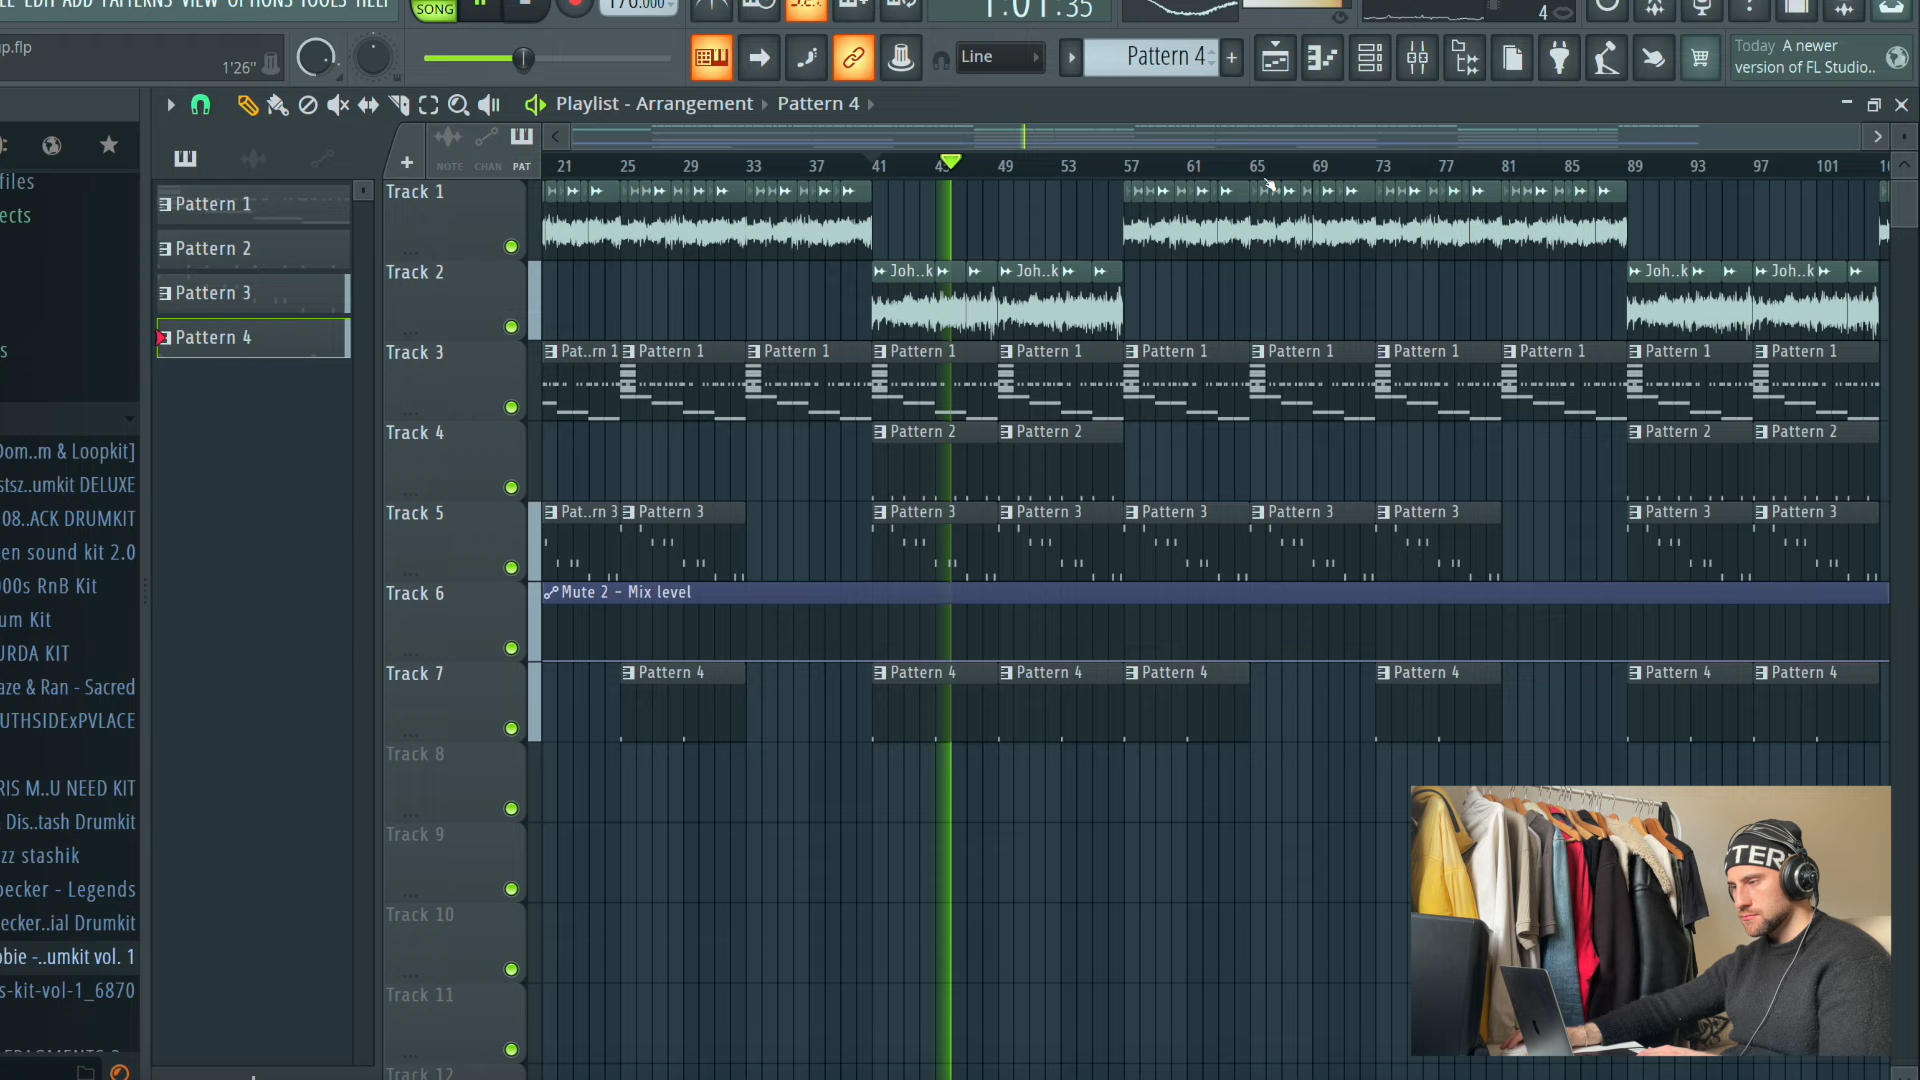 EDIT ADD PATTERNS VIEW OPTIONS TOOLS HELP
SONG
170.000
1:01:35
4
p.flp
1'26"
Line
Pattern 4
+
Today A newer
version of FL Studio..
Playlist - Arrangement
Pattern 4
NOTE CHAN PAT
21 25 29 33 37 41 45 49 53 57 61 65 69 73 77 81 85 89 93 97 101
files
Pattern 1
Pattern 2
Pattern 3
Pattern 4
Track 1
Track 2
Joh..k Joh..k Joh..k Joh..k
Track 3
Pat..rn 1 Pattern 1 Pattern 1 Pattern 1 Pattern 1 Pattern 1 Pattern 1 Pattern 1 Pattern 1 Pattern 1 Pattern 1
Track 4
Pattern 2 Pattern 2 Pattern 2 Pattern 2
Track 5
Pat..rn 3 Pattern 3 Pattern 3 Pattern 3 Pattern 3 Pattern 3 Pattern 3 Pattern 3 Pattern 3
Track 6
Mute 2 - Mix level
Track 7
Pattern 4 Pattern 4 Pattern 4 Pattern 4 Pattern 4 Pattern 4 Pattern 4
Track 8
Track 9
Track 10
Track 11
Track 12
Dom..m & Loopkit]
stsz..umkit DELUXE
08..ACK DRUMKIT
gen sound kit 2.0
000s RnB Kit
um Kit
URDA KIT
aze & Ran - Sacred
UTHSIDExPVLACE
RIS M..U NEED KIT
Dis..tash Drumkit
zz stashik
oecker - Legends
ecker..ial Drumkit
bbie -..umkit vol. 1
s-kit-vol-1_6870
TTER